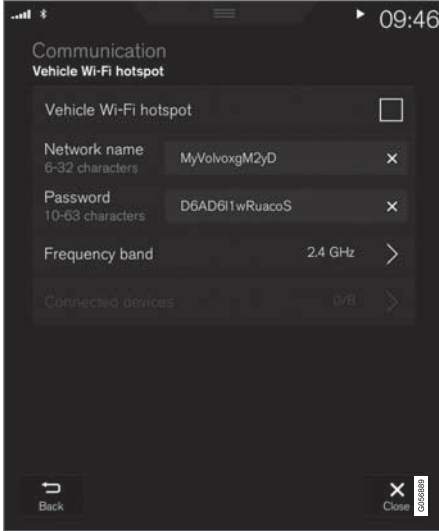 09:46
Communication
Vehicle Wi-Fi hotspot
Vehicle Wi-Fi hotspot
Network name
6-32 characters
MyVolvoxgM2yD
Password
10-63 characters
D6AD6I1wRuacoS
Frequency band 2.4 GHz
Connected devices 0/8
Back
Close
G056889